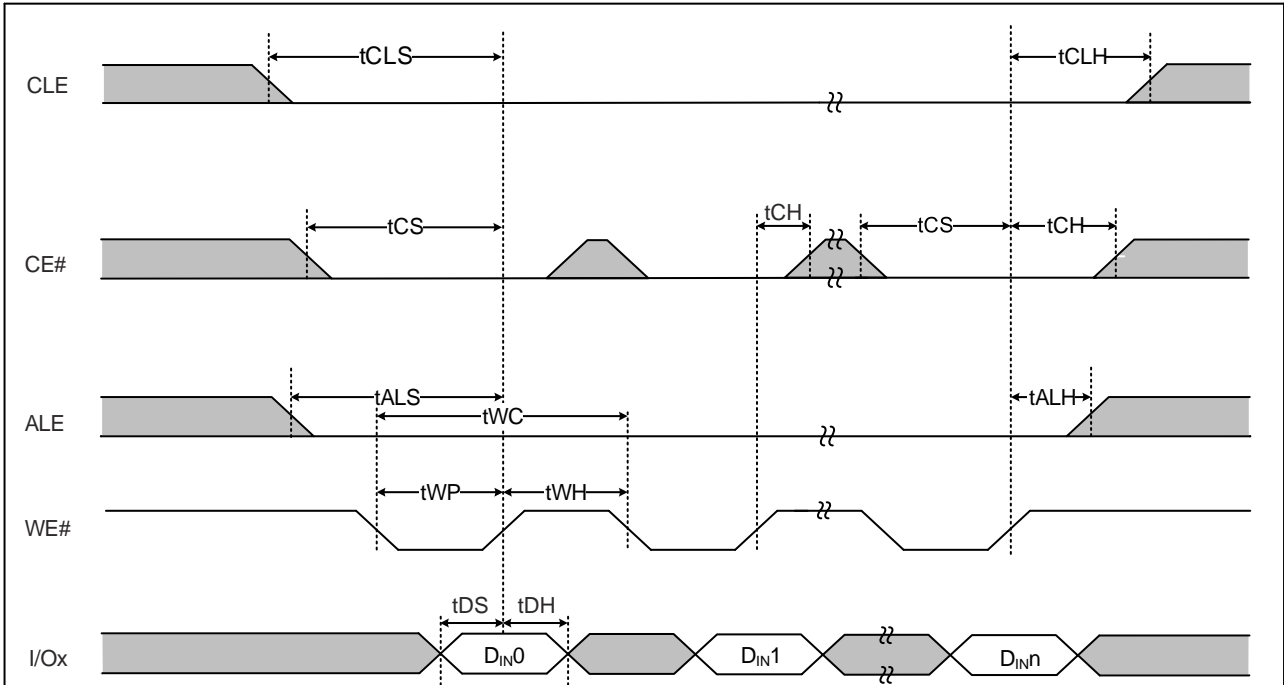 tCLS
tCLH
CLE
tCH
tCS
tCS
tCH
CE#
tALS
tALH
tWC
ALE
tWP
tWH
WE#
tDS
tDH
I/Ox
DIN0
DIN1
DINn